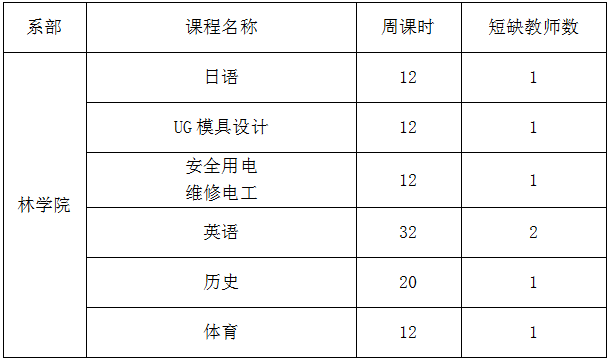 系部 课程名称 周课时 短缺教师数
林学院
日语 12 1
UG 模具设计 12 1
安全用电
维修电工 12 1
英语 32 2
历史 20 1
体育 12 1